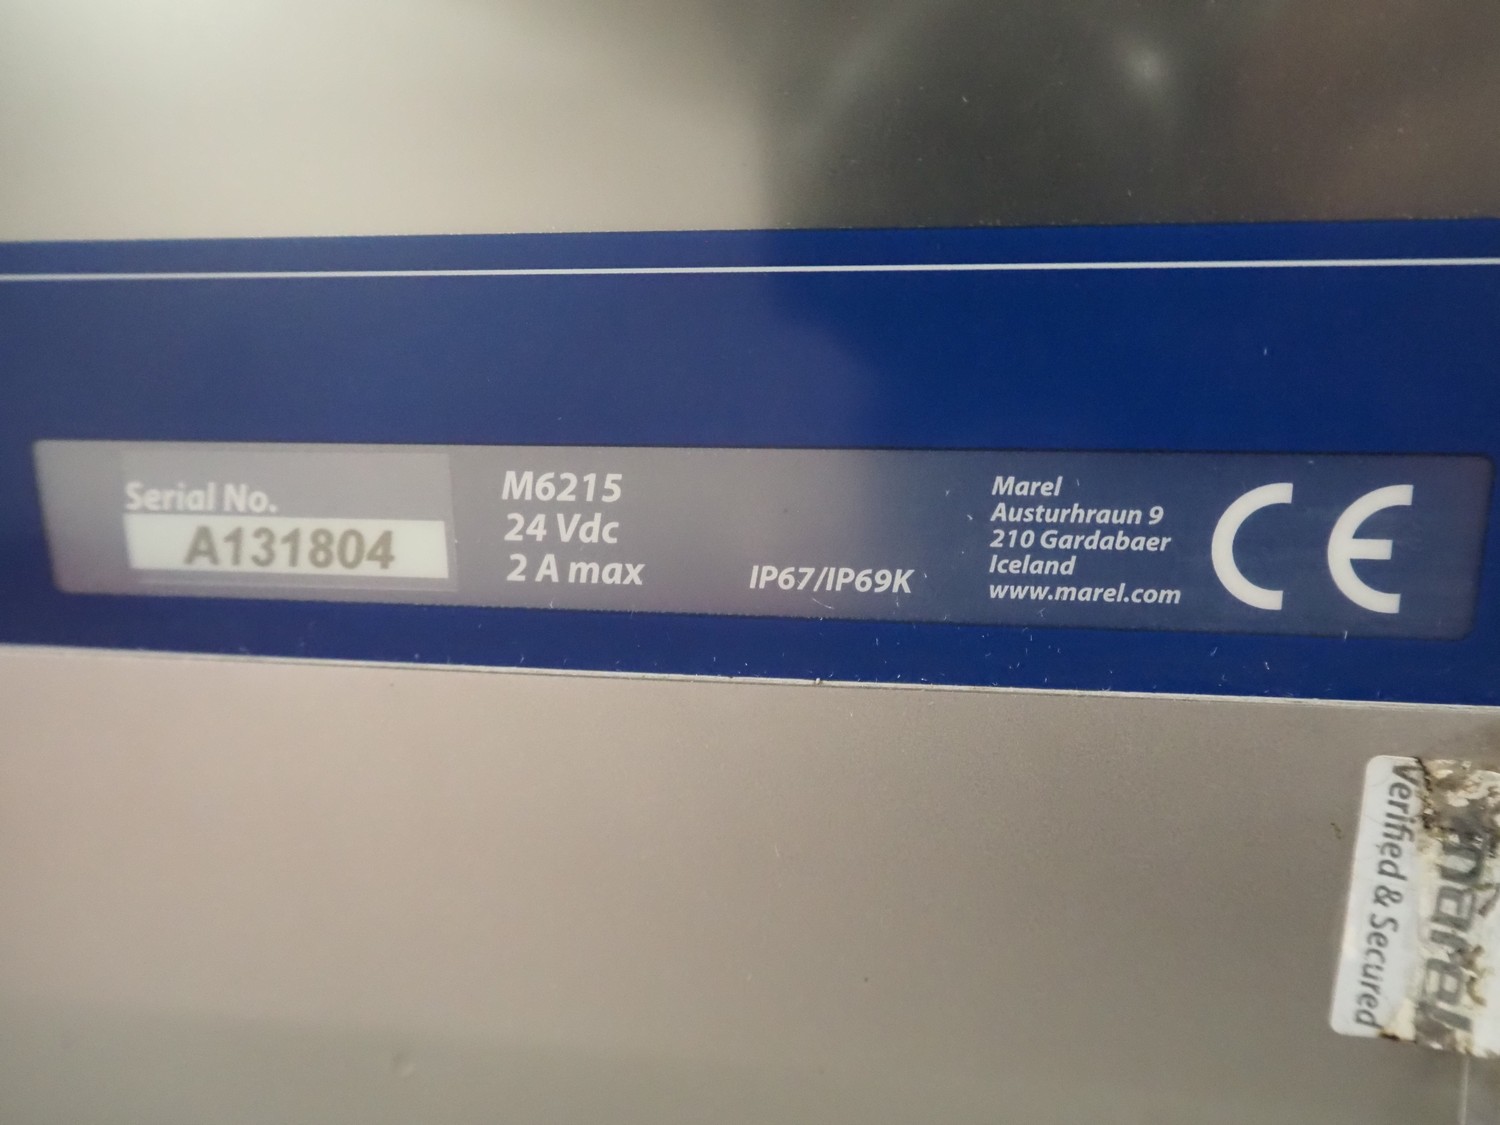 Serial No.
A131804
M6215
24 Vdc
2 A max
IP67/IP69K
Marel
Austurhraun 9
210 Gardabaer
Iceland
www.marel.com
CE
Verified & Secured
marel